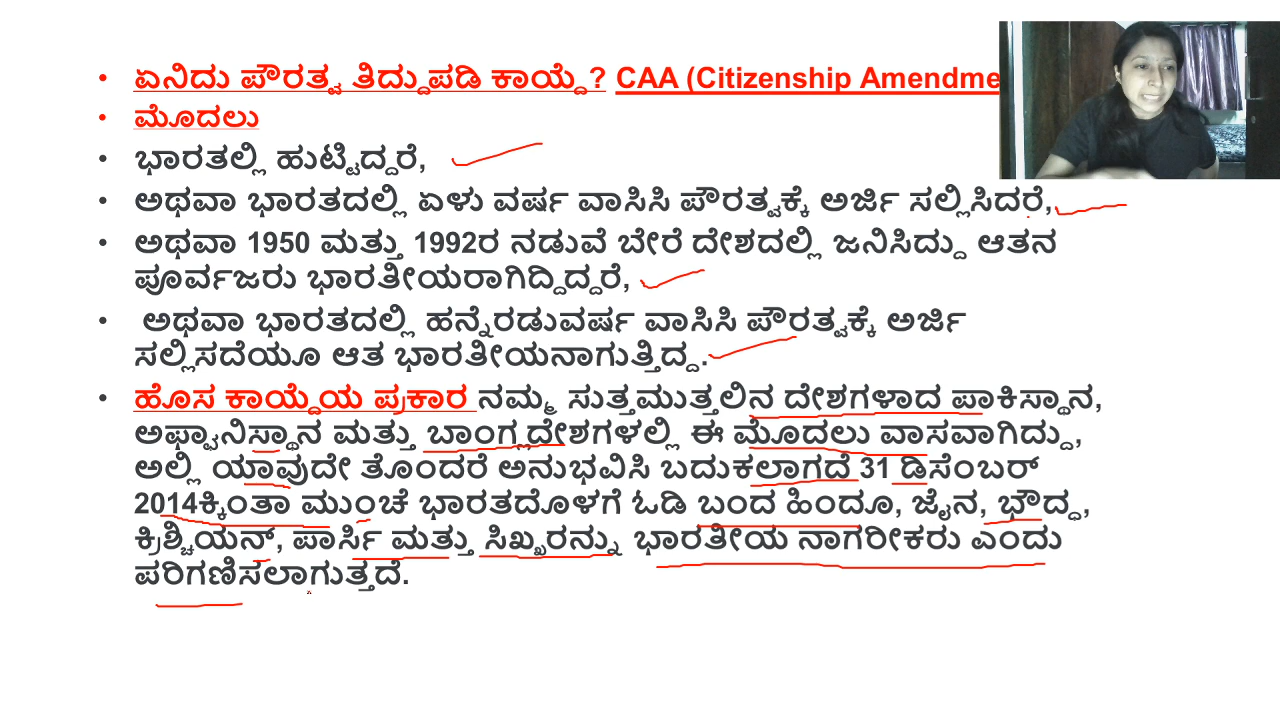 ಏನಿದು ಪೌರತ್ವ ತಿದ್ದುಪಡಿ ಕಾಯ್ದೆ? CAA (Citizenship Amendme
ಮೊದಲು
ಭಾರತಲ್ಲಿ ಹುಟ್ಟಿದ್ದರೆ,
ಅಥವಾ ಭಾರತದಲ್ಲಿ ಏಳು ವರ್ಷ ವಾಸಿಸಿ ಪೌರತ್ವಕ್ಕೆ ಅರ್ಜಿ ಸಲ್ಲಿಸಿದರೆ,
ಅಥವಾ 1950 ಮತ್ತು 1992ರ ನಡುವೆ ಬೇರೆ ದೇಶದಲ್ಲಿ ಜನಿಸಿದ್ದು ಆತನ
ಪೂರ್ವಜರು ಭಾರತೀಯರಾಗಿದ್ದಿದ್ದರೆ,
ಅಥವಾ ಭಾರತದಲ್ಲಿ ಹನ್ನೆರಡುವರ್ಷ ವಾಸಿಸಿ ಪೌರತ್ವಕ್ಕೆ ಅರ್ಜಿ
ಸಲ್ಲಿಸದೆಯೂ ಆತ ಭಾರತೀಯನಾಗುತ್ತಿದ್ದ.
ಹೊಸ ಕಾಯ್ದೆಯ ಪ್ರಕಾರ ನಮ್ಮ ಸುತ್ತಮುತ್ತಲಿನ ದೇಶಗಳಾದ ಪಾಕಿಸ್ಥಾನ,
ಅಫ್ಘಾನಿಸ್ಥಾನ ಮತ್ತು ಬಾಂಗ್ಲದೇಶಗಳಲ್ಲಿ ಈ ಮೊದಲು ವಾಸವಾಗಿದ್ದು,
ಅಲ್ಲಿ ಯಾವುದೇ ತೊಂದರೆ ಅನುಭವಿಸಿ ಬದುಕಲಾಗದೆ 31 ಡಿಸೆಂಬರ್
2014ಕ್ಕಿಂತಾ ಮುಂಚೆ ಭಾರತದೊಳಗೆ ಓಡಿ ಬಂದ ಹಿಂದೂ, ಜೈನ, ಭೌದ್ಧ,
ಕ್ರಿಶ್ಚಿಯನ್, ಪಾರ್ಸಿ ಮತ್ತು ಸಿಖ್ಖರನ್ನು ಭಾರತೀಯ ನಾಗರೀಕರು ಎಂದು
ಪರಿಗಣಿಸಲಾಗುತ್ತದೆ.